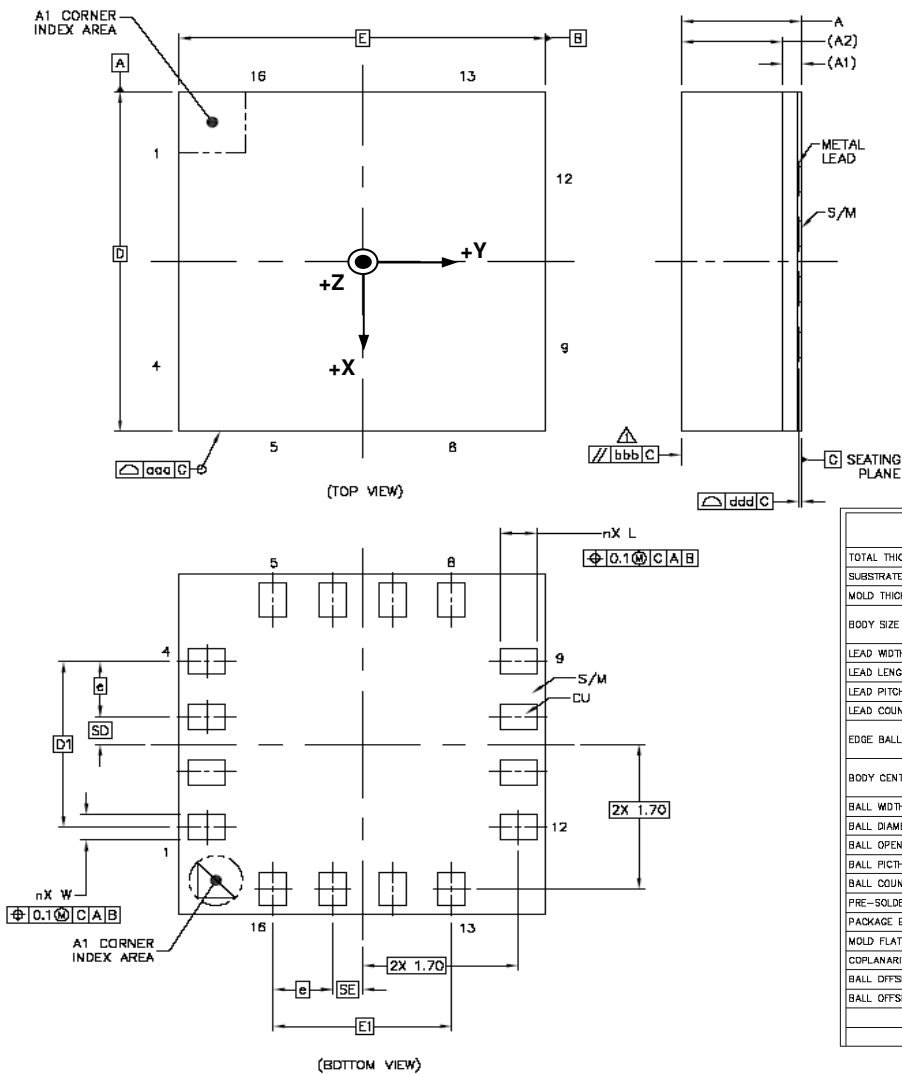 A1 CORNER
INDEX AREA
E
B
A
16
13
1
12
D
+Y
+Z
+X
4
9
5
8
aaa C
(TOP VIEW)
A
(A2)
(A1)
METAL
LEAD
S/M
1
// bbb C
C SEATING
PLANE
ddd C
nX L
0.1 M C A B
5
8
4
9
e
S/M
CU
SD
D1
2X 1.70
1
12
nX W
0.1 M C A B
16
13
A1 CORNER
INDEX AREA
2X 1.70
e
SE
E1
(BOTTOM VIEW)
TOTAL THIC
SUBSTRATE
MOLD THICK
BODY SIZE
LEAD WIDTH
LEAD LENG
LEAD PITCH
LEAD COUN
EDGE BALL
BODY CENT
BALL WIDTH
BALL DIAME
BALL OPEN
BALL PICTH
BALL COUN
PRE-SOLDE
PACKAGE E
MOLD FLAT
COPLANARI
BALL OFFSE
BALL OFFSE